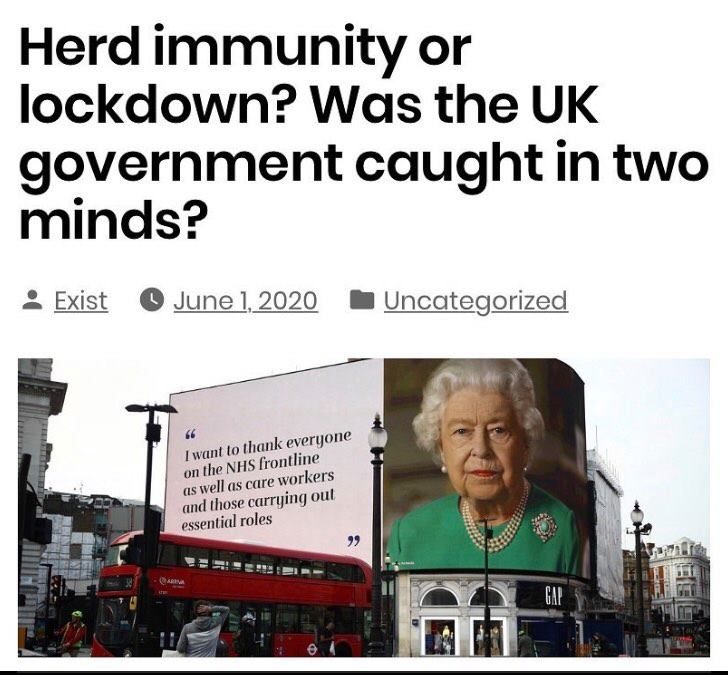 Herd immunity or
lockdown? Was the UK
government caught in two
minds?
Exist June 1, 2020 Uncategorized
“
I want to thank everyone
on the NHS frontline
as well as care workers
and those carrying out
essential roles
”
ARRIVA
38
GAP